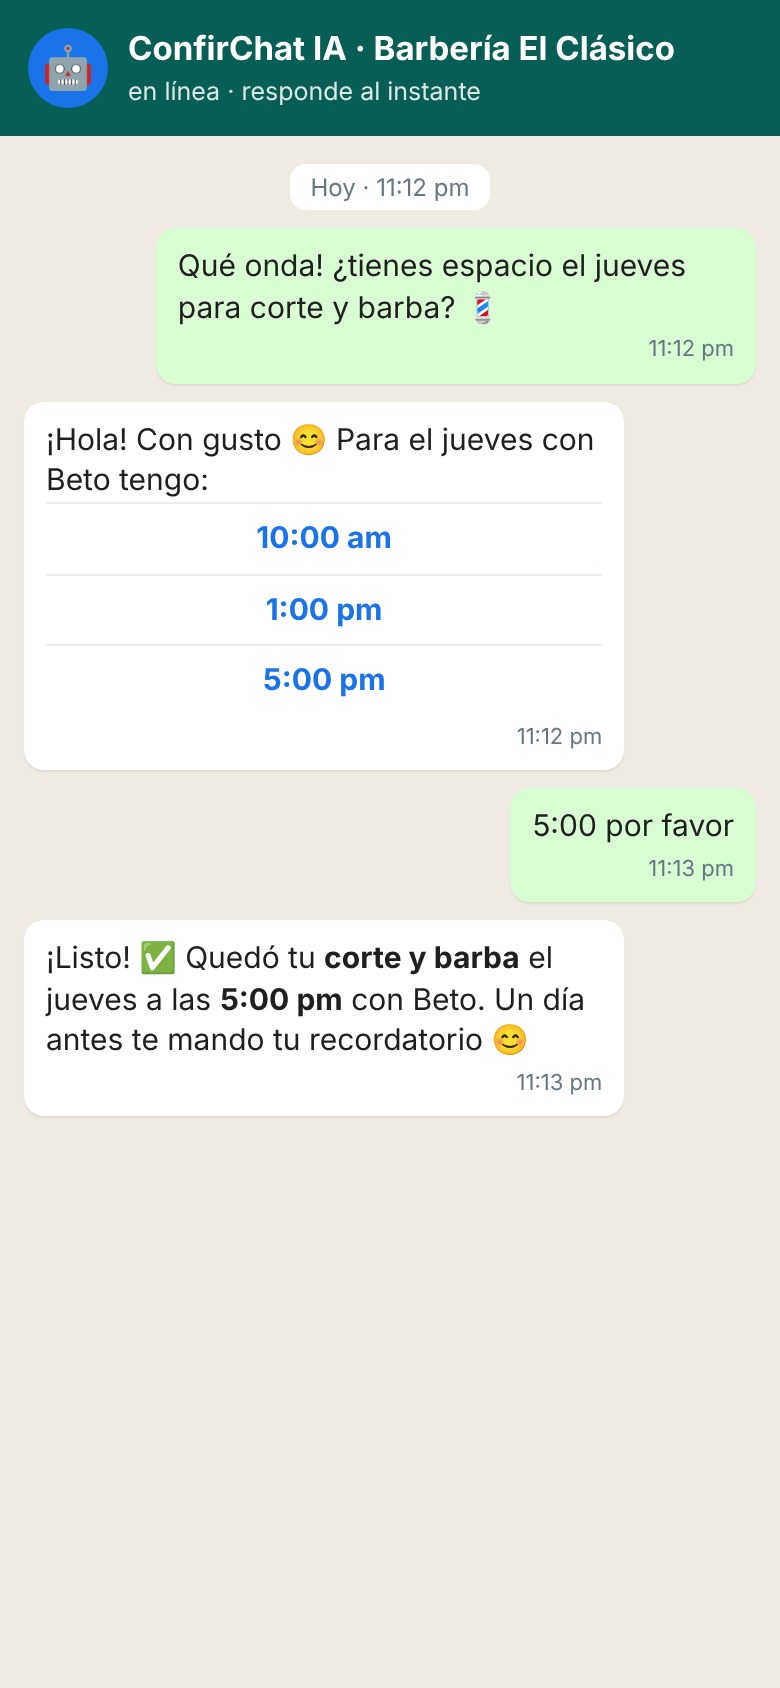 ConfirChat IA · Barbería El Clásico
en línea · responde al instante
Hoy · 11:12 pm
Qué onda! ¿tienes espacio el jueves
para corte y barba? 💈
11:12 pm
¡Hola! Con gusto 😊 Para el jueves con
Beto tengo:
10:00 am
1:00 pm
5:00 pm
11:12 pm
5:00 por favor
11:13 pm
¡Listo! ✅ Quedó tu corte y barba el
jueves a las 5:00 pm con Beto. Un día
antes te mando tu recordatorio 😊
11:13 pm